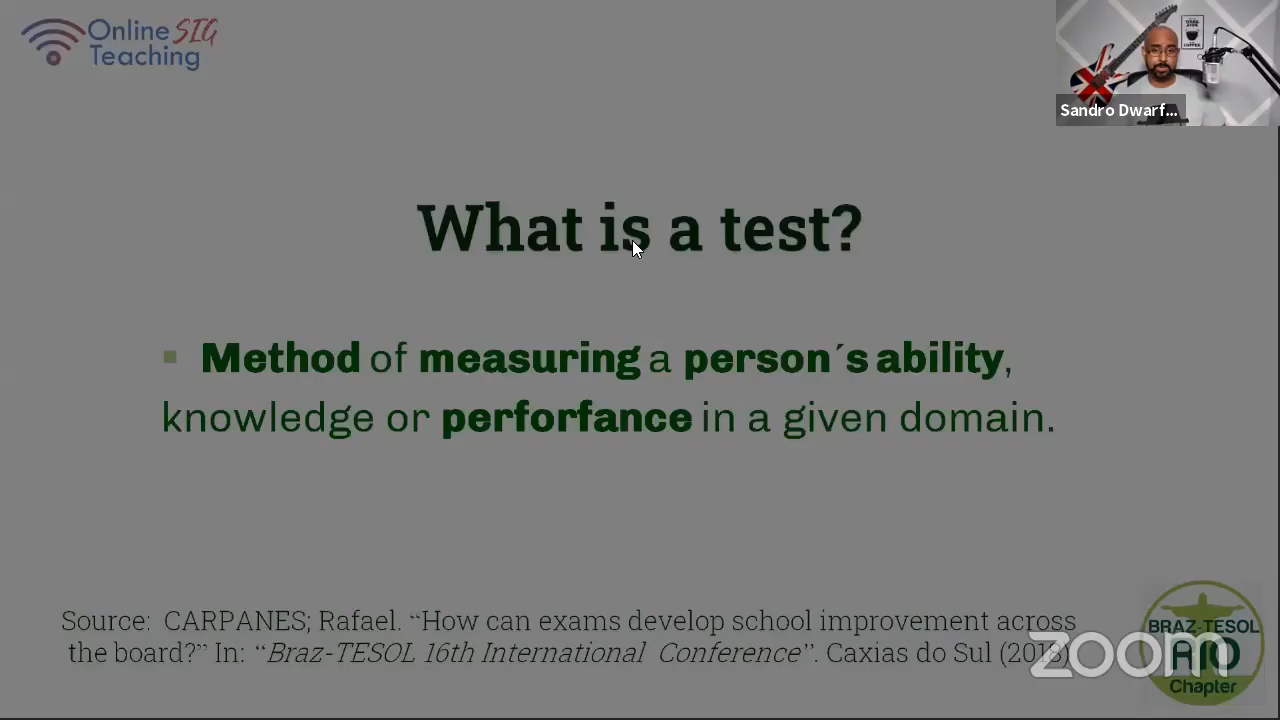 Online SIG
Teaching
Sandro Dwarf...
What is a test?
▪ Method of measuring a person´s ability,
knowledge or perforfance in a given domain.
Source: CARPANES; Rafael. “How can exams develop school improvement across
the board?” In: “Braz-TESOL 16th International Conference”. Caxias do Sul (2018)
BRAZ-TESOL
RIO
Chapter
zoom